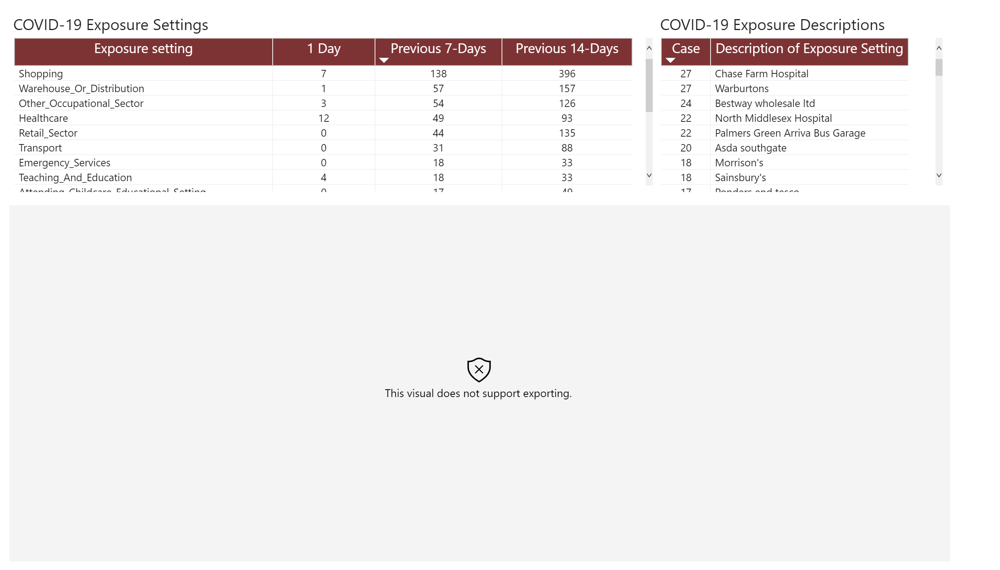 COVID-19 Exposure Settings
Exposure setting 1 Day Previous 7-Days Previous 14-Days
Shopping 7 138 396
Warehouse_Or_Distribution 1 57 157
Other_Occupational_Sector 3 54 126
Healthcare 12 49 93
Retail_Sector 0 44 135
Transport 0 31 88
Emergency_Services 0 18 33
Teaching_And_Education 4 18 33
Attending_Childcare_Educational_Setting 0 17 49
COVID-19 Exposure Descriptions
Case Description of Exposure Setting
27 Chase Farm Hospital
27 Warburtons
24 Bestway wholesale ltd
22 North Middlesex Hospital
22 Palmers Green Arriva Bus Garage
20 Asda southgate
18 Morrison's
18 Sainsbury's
17 Ponders end tesco
This visual does not support exporting.